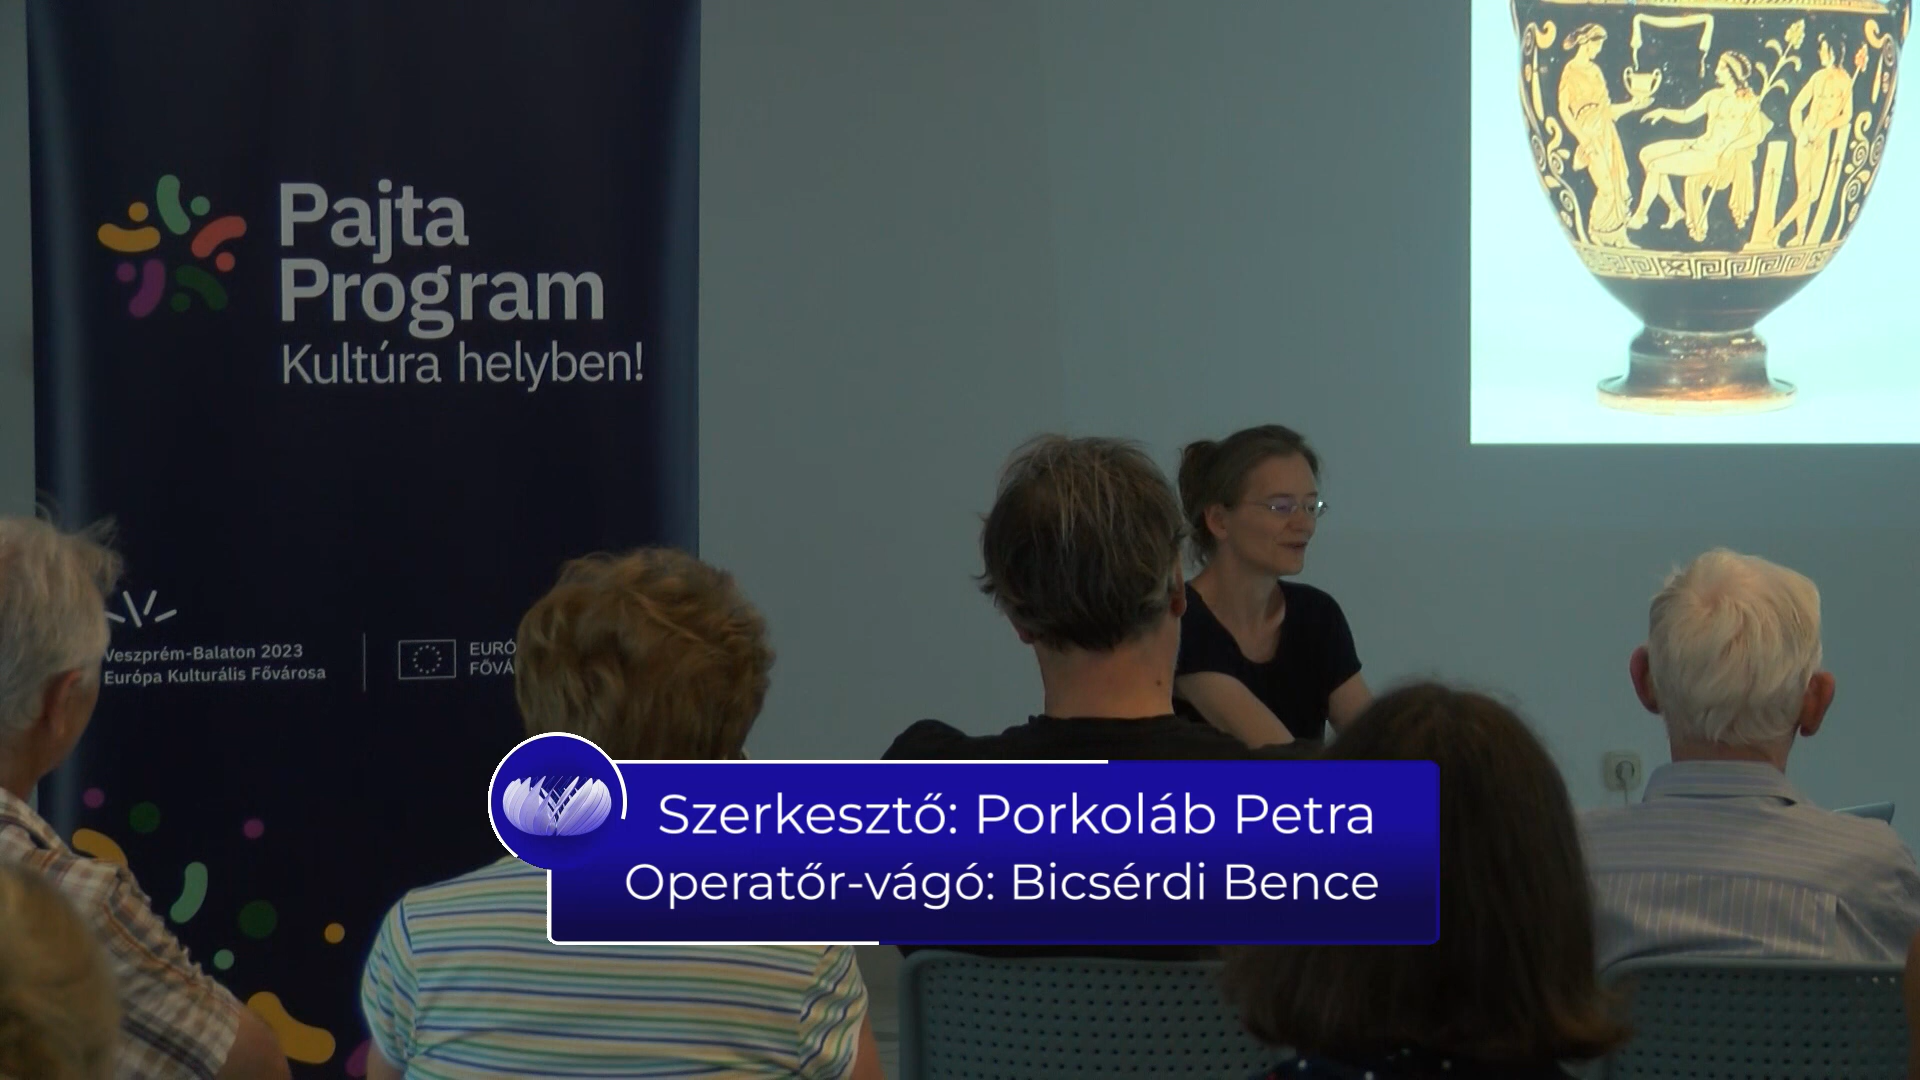 Pajta
Program
Kultúra helyben!
Veszprém-Balaton 2023
Európa Kulturális Fővárosa
Szerkesztő: Porkoláb Petra
Operatőr-vágó: Bicsérdi Bence